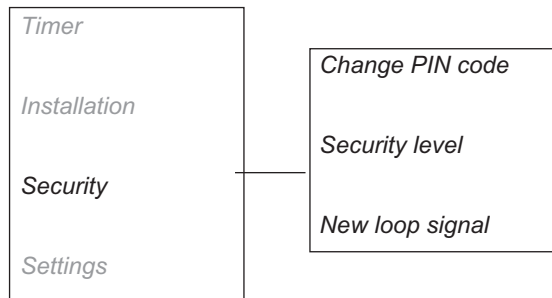 Timer
Installation
Security
Settings
Change PIN code
Security level
New loop signal